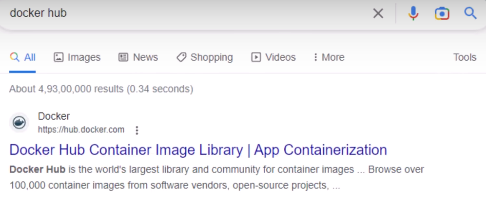 docker hub
All Images News Shopping Videos More Tools
About 4,93,00,000 results (0.34 seconds)
Docker
https://hub.docker.com
Docker Hub Container Image Library | App Containerization
Docker Hub is the world's largest library and community for container images ... Browse over
100,000 container images from software vendors, open-source projects, ...